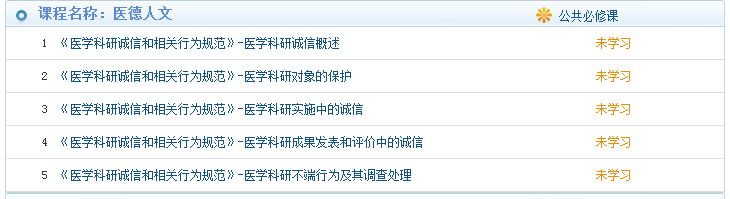 课程名称：医德人文 公共必修课
1 《医学科研诚信和相关行为规范》-医学科研诚信概述 未学习
2 《医学科研诚信和相关行为规范》-医学科研对象的保护 未学习
3 《医学科研诚信和相关行为规范》-医学科研实施中的诚信 未学习
4 《医学科研诚信和相关行为规范》-医学科研成果发表和评价中的诚信 未学习
5 《医学科研诚信和相关行为规范》-医学科研不端行为及其调查处理 未学习